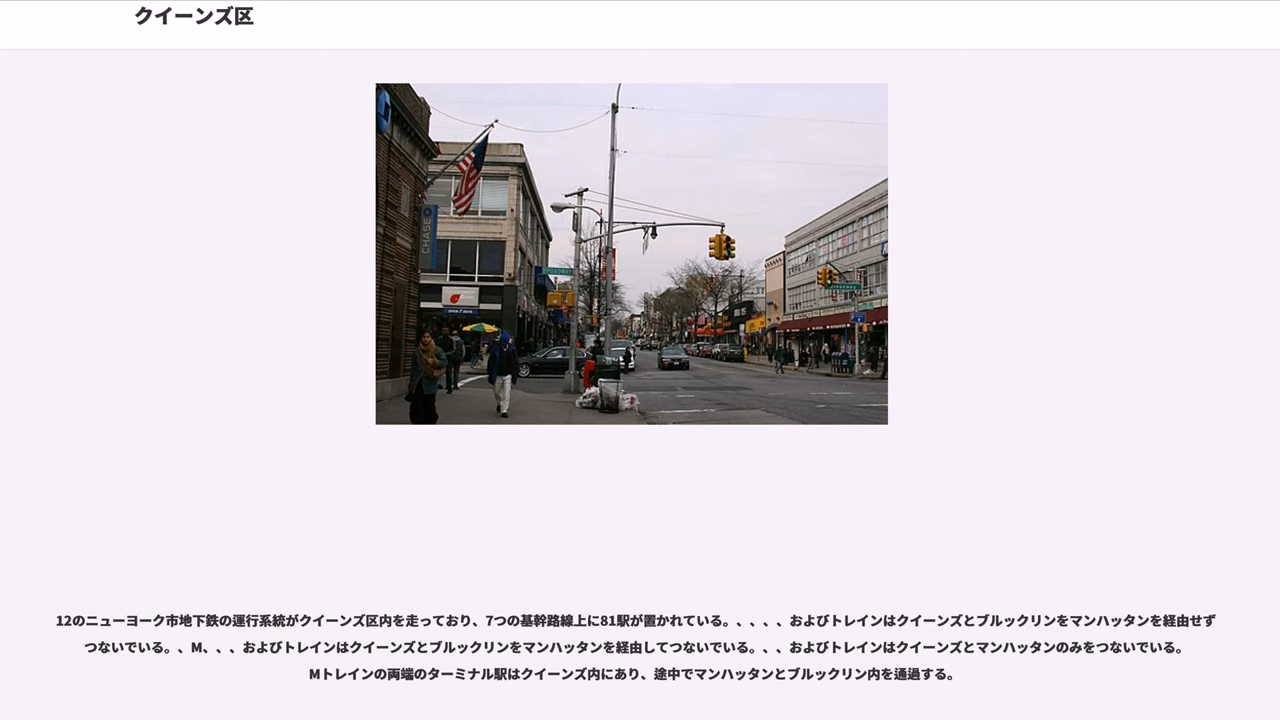 クイーンズ区
CHASE
BROADWAY
12のニューヨーク市地下鉄の運行系統がクイーンズ区内を走っており、7つの基幹路線上に81駅が置かれている。、、、、およびトレインはクイーンズとブルックリンをマンハッタンを経由せず
つないでいる。、M、、、およびトレインはクイーンズとブルックリンをマンハッタンを経由してつないでいる。、、およびトレインはクイーンズとマンハッタンのみをつないでいる。
Mトレインの両端のターミナル駅はクイーンズ内にあり、途中でマンハッタンとブルックリン内を通過する。